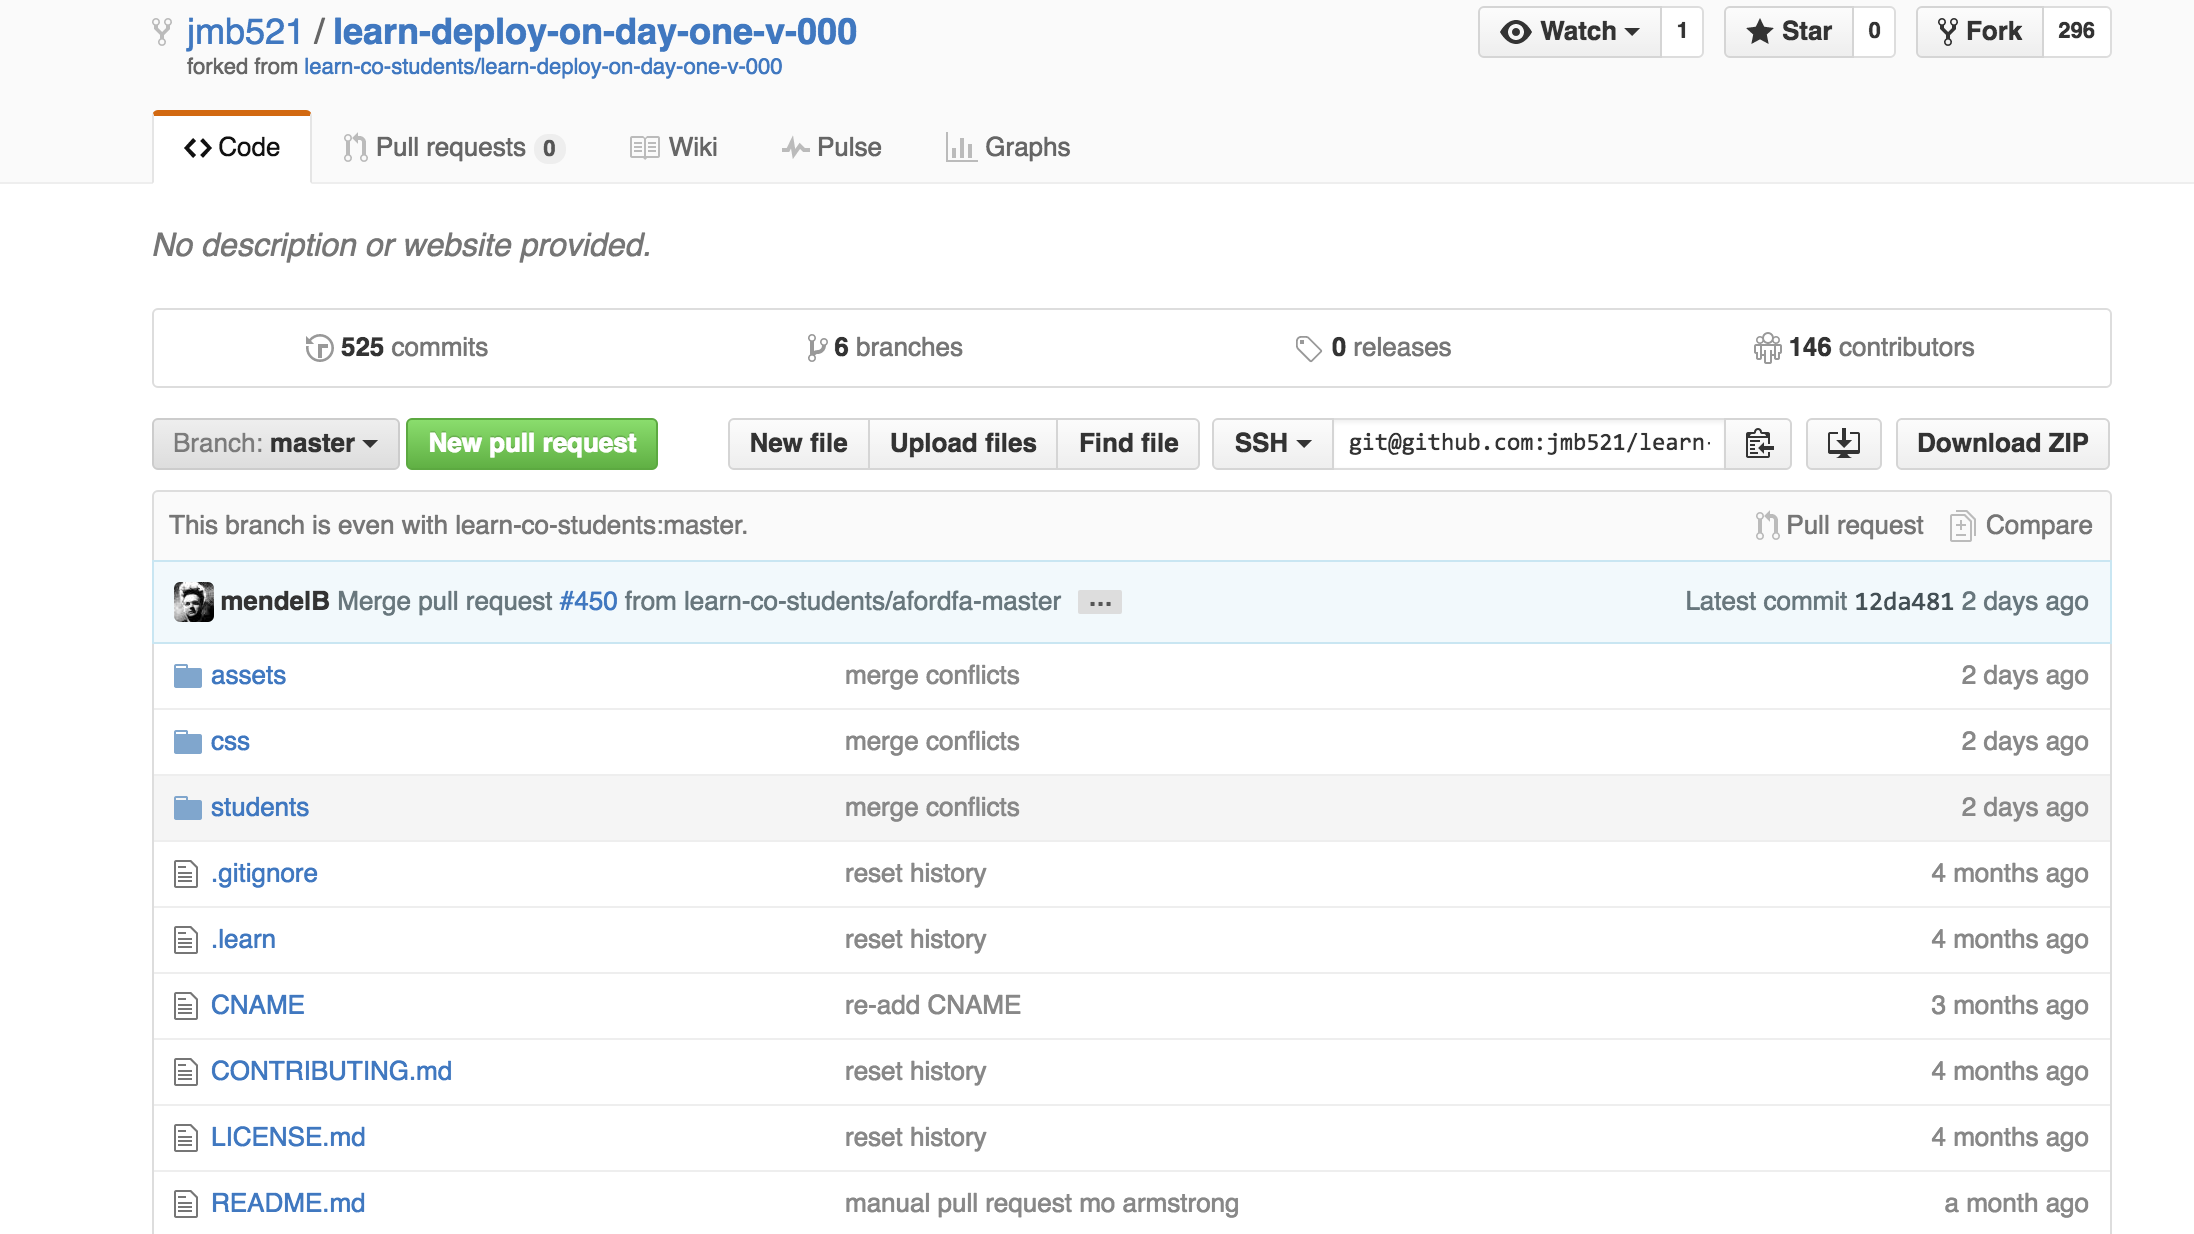 jmb521 / learn-deploy-on-day-one-v-000
forked from learn-co-students/learn-deploy-on-day-one-v-000
Watch 1 Star 0 Fork 296
Code Pull requests 0 Wiki Pulse Graphs
No description or website provided.
525 commits 6 branches 0 releases 146 contributors
Branch: master New pull request New file Upload files Find file SSH git@github.com:jmb521/learn- Download ZIP
This branch is even with learn-co-students:master. Pull request Compare
mendelB Merge pull request #450 from learn-co-students/afordfa-master ... Latest commit 12da481 2 days ago
assets merge conflicts 2 days ago
css merge conflicts 2 days ago
students merge conflicts 2 days ago
.gitignore reset history 4 months ago
.learn reset history 4 months ago
CNAME re-add CNAME 3 months ago
CONTRIBUTING.md reset history 4 months ago
LICENSE.md reset history 4 months ago
README.md manual pull request mo armstrong a month ago